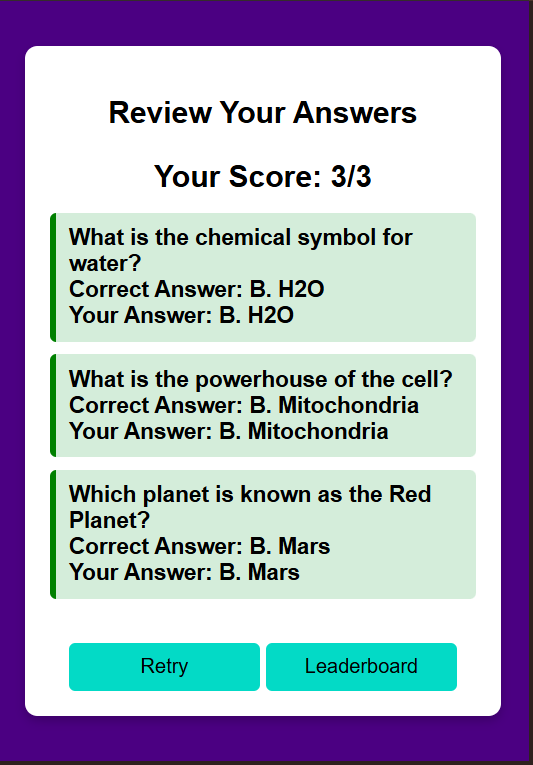 Review Your Answers
Your Score: 3/3
What is the chemical symbol for
water?
Correct Answer: B. H2O
Your Answer: B. H2O
What is the powerhouse of the cell?
Correct Answer: B. Mitochondria
Your Answer: B. Mitochondria
Which planet is known as the Red
Planet?
Correct Answer: B. Mars
Your Answer: B. Mars
Retry
Leaderboard